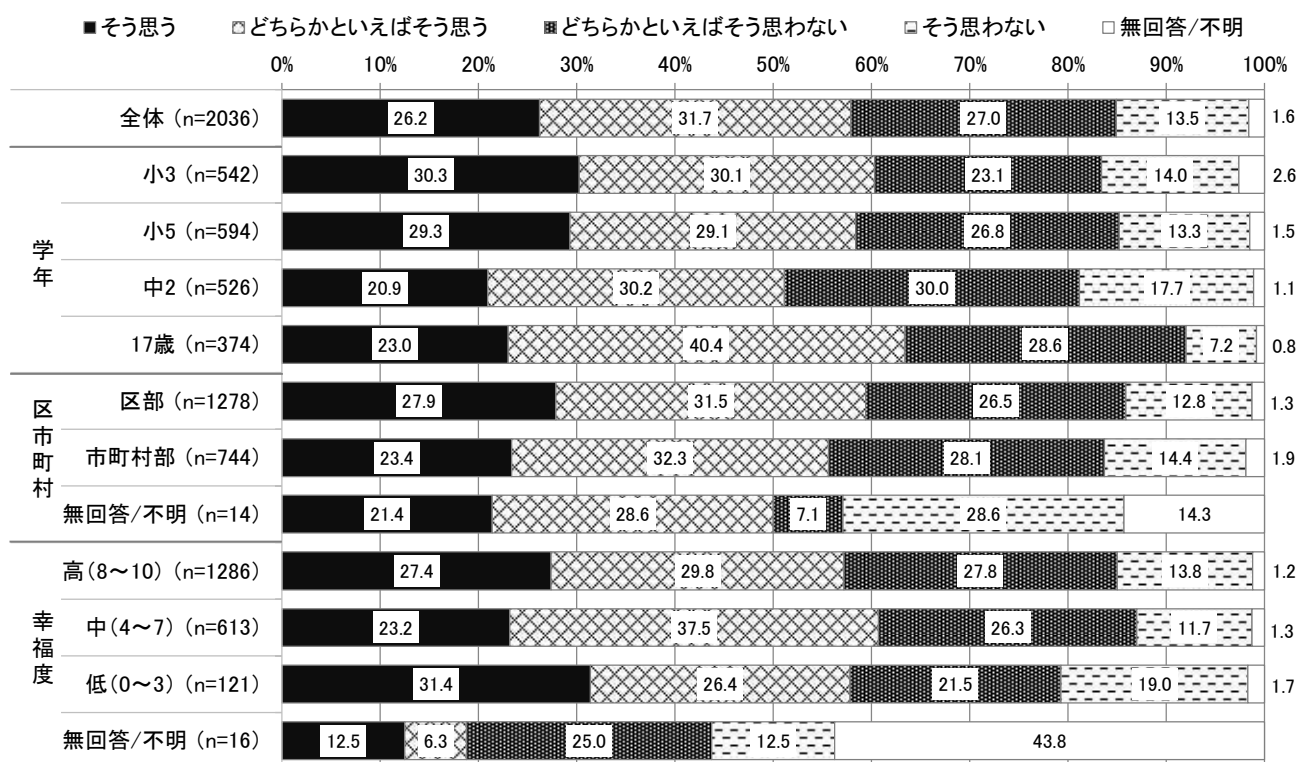 ■そう思う □どちらかといえばそう思う ■どちらかといえばそう思わない □そう思わない □無回答/不明
0% 10% 20% 30% 40% 50% 60% 70% 80% 90% 100%
全体 (n=2036) 26.2 31.7 27.0 13.5 1.6
学年
小3 (n=542) 30.3 30.1 23.1 14.0 2.6
小5 (n=594) 29.3 29.1 26.8 13.3 1.5
中2 (n=526) 20.9 30.2 30.0 17.7 1.1
17歳 (n=374) 23.0 40.4 28.6 7.2 0.8
区市町村
区部 (n=1278) 27.9 31.5 26.5 12.8 1.3
市町村部 (n=744) 23.4 32.3 28.1 14.4 1.9
無回答/不明 (n=14) 21.4 28.6 7.1 28.6 14.3
幸福度
高(8～10) (n=1286) 27.4 29.8 27.8 13.8 1.2
中(4～7) (n=613) 23.2 37.5 26.3 11.7 1.3
低(0～3) (n=121) 31.4 26.4 21.5 19.0 1.7
無回答/不明 (n=16) 12.5 6.3 25.0 12.5 43.8